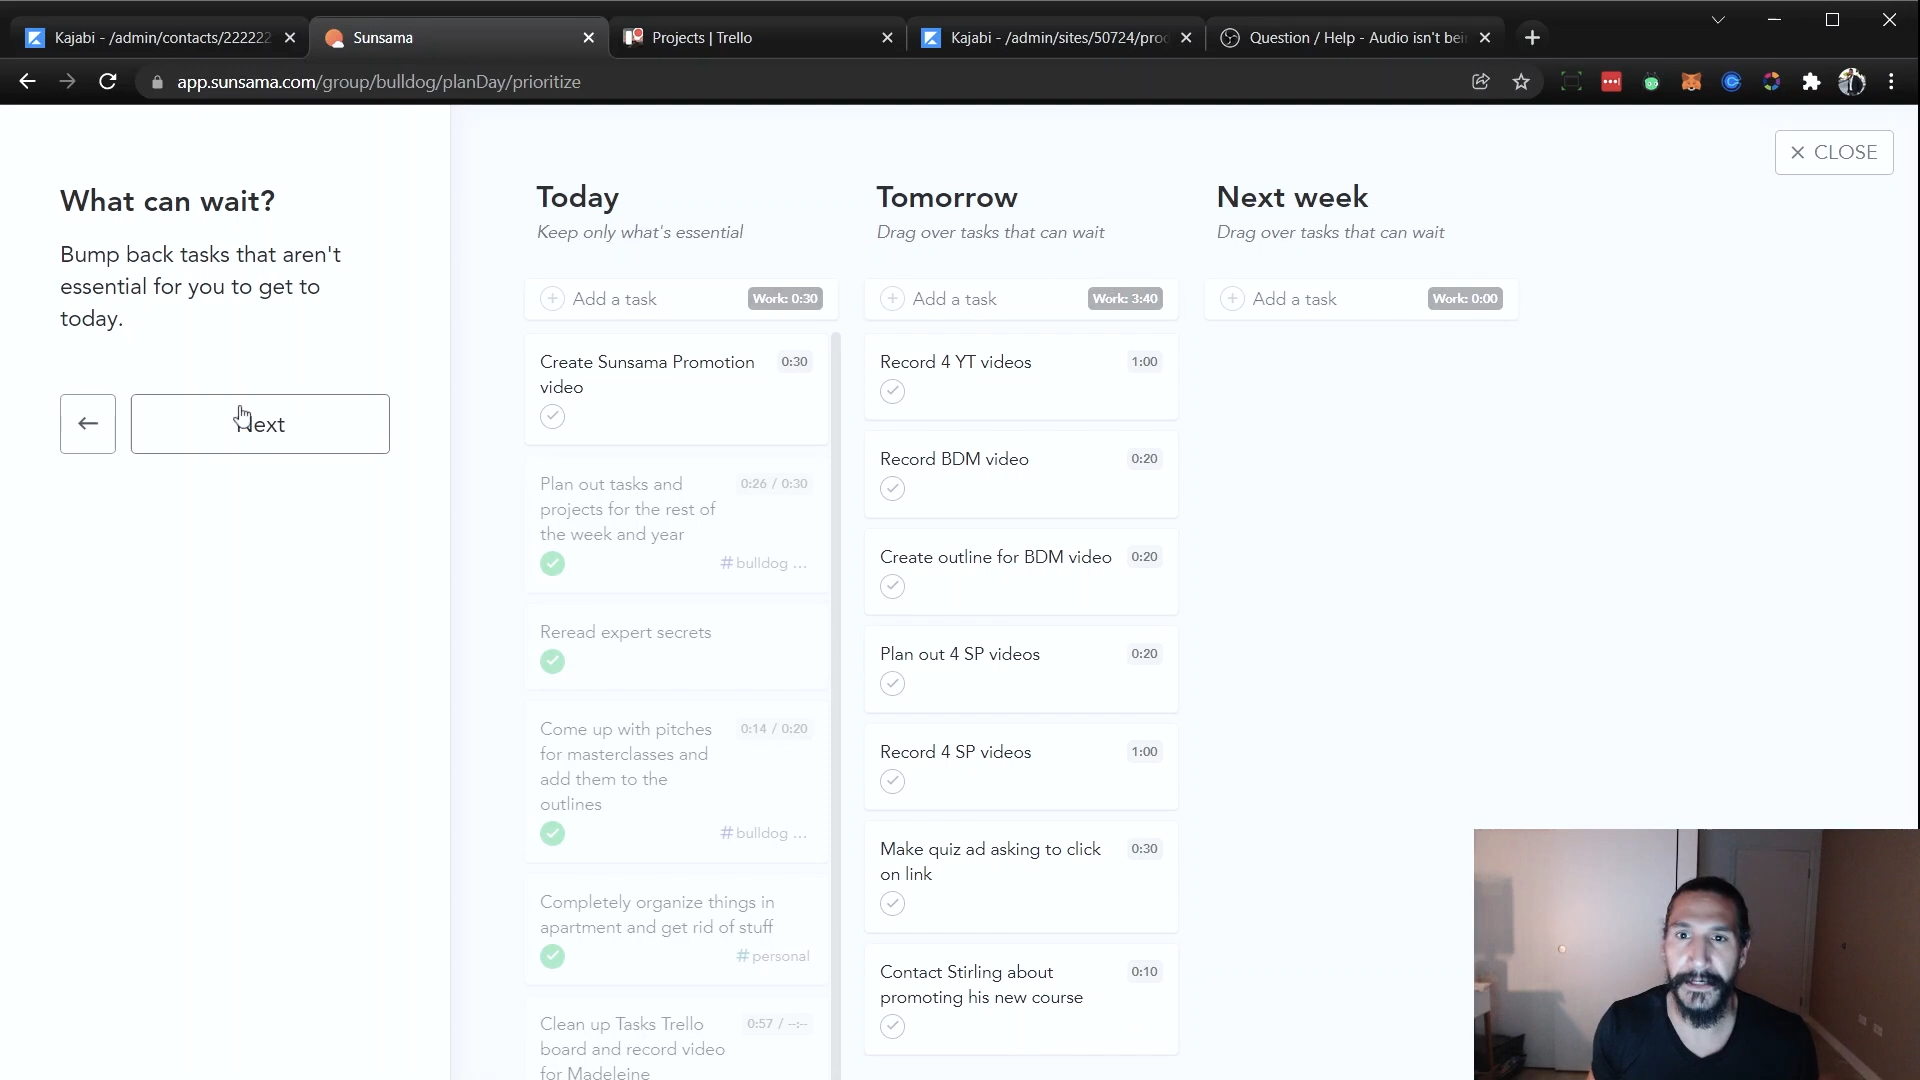 Kajabi - /admin/contacts/222222
Sunsama
Projects | Trello
Kajabi - /admin/sites/50724/proc
Question / Help - Audio isn't bein
app.sunsama.com/group/bulldog/planDay/prioritize
CLOSE
What can wait?
Bump back tasks that aren't
essential for you to get to
today.
Next
Today
Keep only what's essential
Add a task Work: 0:30
Create Sunsama Promotion 0:30
video
Plan out tasks and 0:26 / 0:30
projects for the rest of
the week and year
#bulldog ...
Reread expert secrets
Come up with pitches 0:14 / 0:20
for masterclasses and
add them to the
outlines
#bulldog ...
Completely organize things in
apartment and get rid of stuff
#personal
Clean up Tasks Trello 0:57 / --:--
board and record video
for Madeleine
Tomorrow
Drag over tasks that can wait
Add a task Work: 3:40
Record 4 YT videos 1:00
Record BDM video 0:20
Create outline for BDM video 0:20
Plan out 4 SP videos 0:20
Record 4 SP videos 1:00
Make quiz ad asking to click 0:30
on link
Contact Stirling about 0:10
promoting his new course
Next week
Drag over tasks that can wait
Add a task Work: 0:00